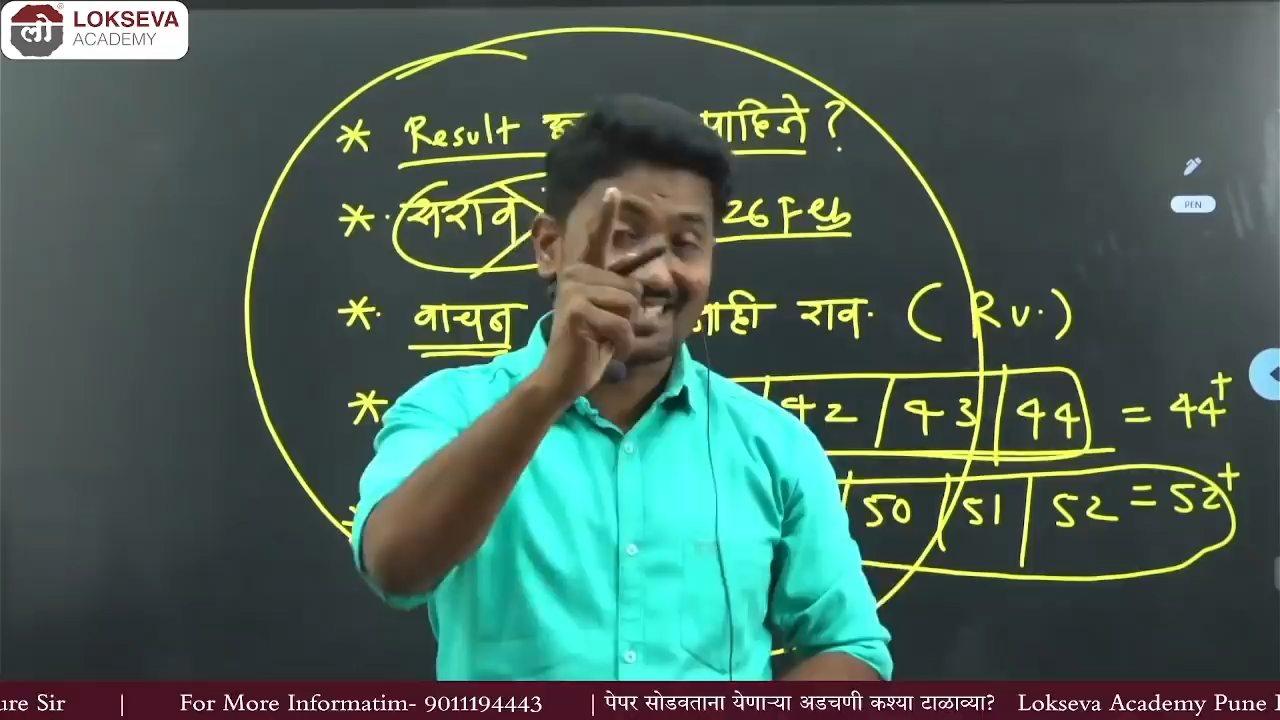 लो LOKSEVA
ACADEMY
* Result पाहिजे ?
* सराव 26 Feb
PEN
* वाचन नाही राव. ( Rv. )
* 42 | 43 | 44 = 44+
50 | 51 | 52 = 52+
ure Sir | For More Informatim- 9011194443 | पेपर सोडवताना येणाऱ्या अडचणी कश्या टाळाव्या? Lokseva Academy Pune